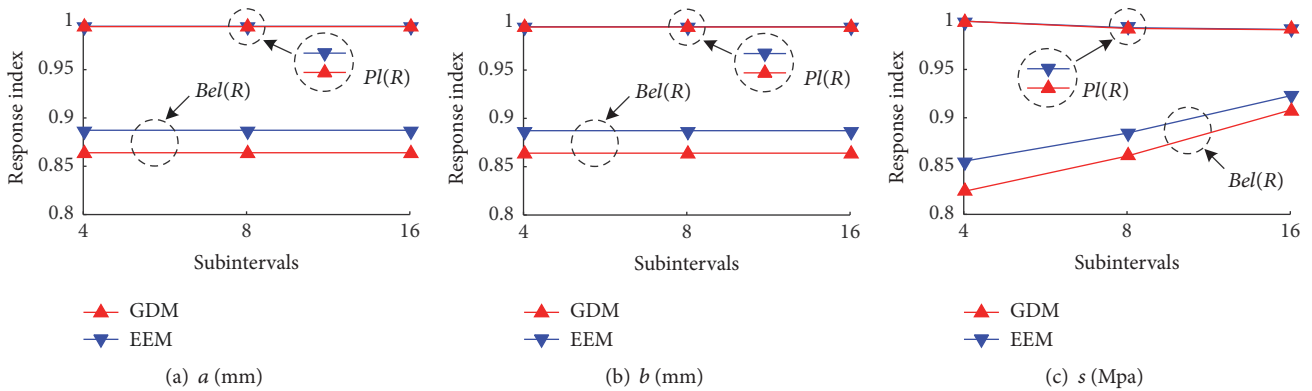 1
0.95
0.9
0.85
0.8
Response index
Bel(R)
Pl(R)
4
8
16
Subintervals
GDM
EEM
(a) a (mm)
1
0.95
0.9
0.85
0.8
Response index
Bel(R)
Pl(R)
4
8
16
Subintervals
GDM
EEM
(b) b (mm)
1
0.95
0.9
0.85
0.8
Response index
Pl(R)
Bel(R)
4
8
16
Subintervals
GDM
EEM
(c) s (Mpa)